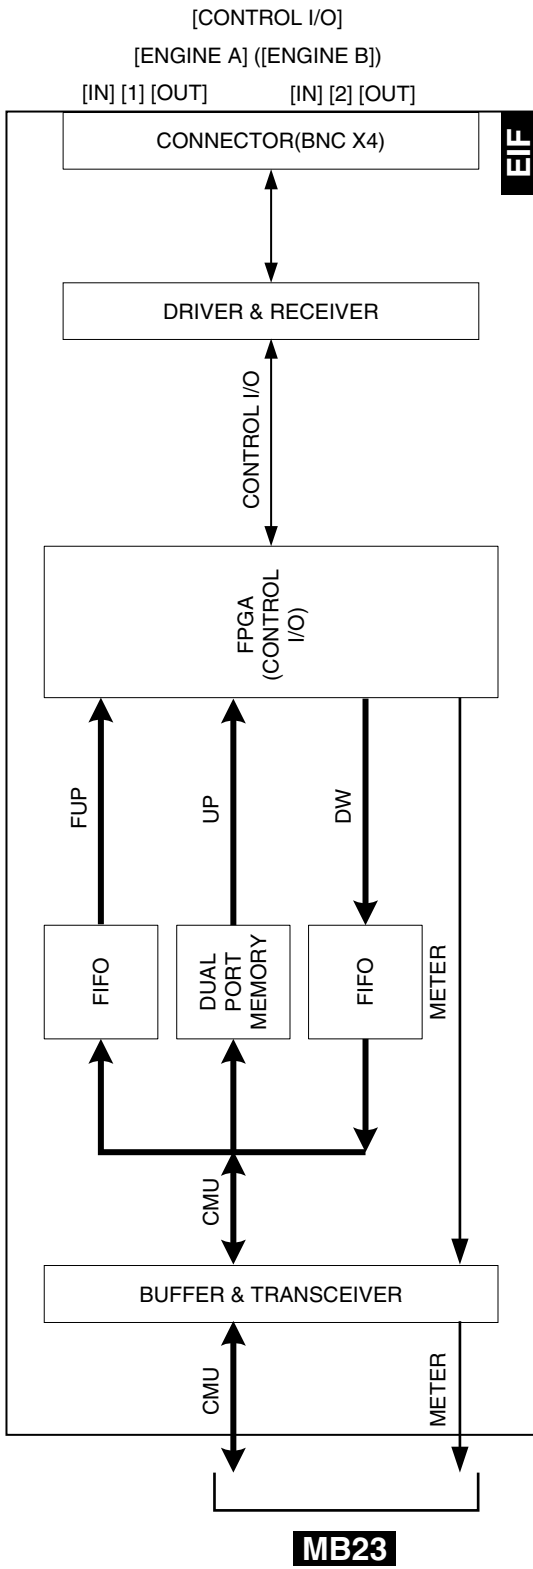 [CONTROL I/O]
[ENGINE A] ([ENGINE B])
[IN] [1] [OUT]
[IN] [2] [OUT]
CONNECTOR(BNC X4)
EIF
DRIVER & RECEIVER
CONTROL I/O
FPGA
(CONTROL
I/O)
FUP
UP
DW
FIFO
DUAL
PORT
MEMORY
FIFO
METER
CMU
BUFFER & TRANSCEIVER
CMU
METER
MB23